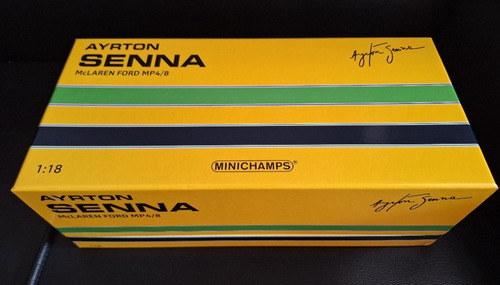 AYRTON
SENNA
McLAREN FORD MP4/8
Ayrton Senna
1:18
MINICHAMPS®
AYRTON
SENNA
McLAREN FORD MP4/8
Ayrton Senna